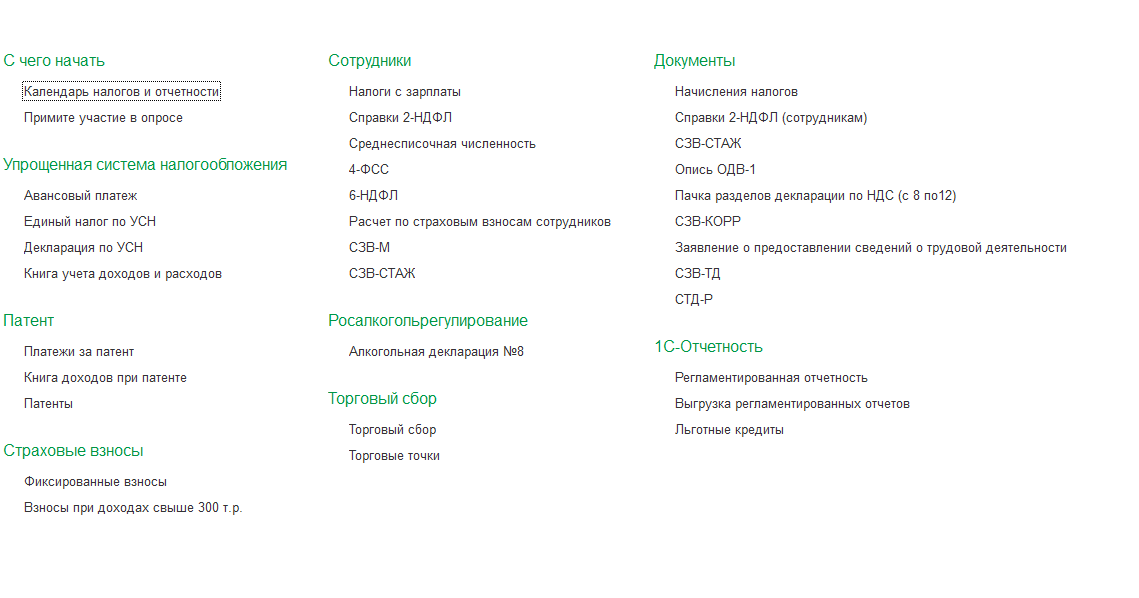 С чего начать
Календарь налогов и отчетности
Примите участие в опросе
Упрощенная система налогообложения
Авансовый платеж
Единый налог по УСН
Декларация по УСН
Книга учета доходов и расходов
Патент
Платежи за патент
Книга доходов при патенте
Патенты
Страховые взносы
Фиксированные взносы
Взносы при доходах свыше 300 т.р.
Сотрудники
Налоги с зарплаты
Справки 2-НДФЛ
Среднесписочная численность
4-ФСС
6-НДФЛ
Расчет по страховым взносам сотрудников
СЗВ-М
СЗВ-СТАЖ
Росалкогольрегулирование
Алкогольная декларация №8
Торговый сбор
Торговый сбор
Торговые точки
Документы
Начисления налогов
Справки 2-НДФЛ (сотрудникам)
СЗВ-СТАЖ
Опись ОДВ-1
Пачка разделов декларации по НДС (с 8 по12)
СЗВ-КОРР
Заявление о предоставлении сведений о трудовой деятельности
СЗВ-ТД
СТД-Р
1С-Отчетность
Регламентированная отчетность
Выгрузка регламентированных отчетов
Льготные кредиты